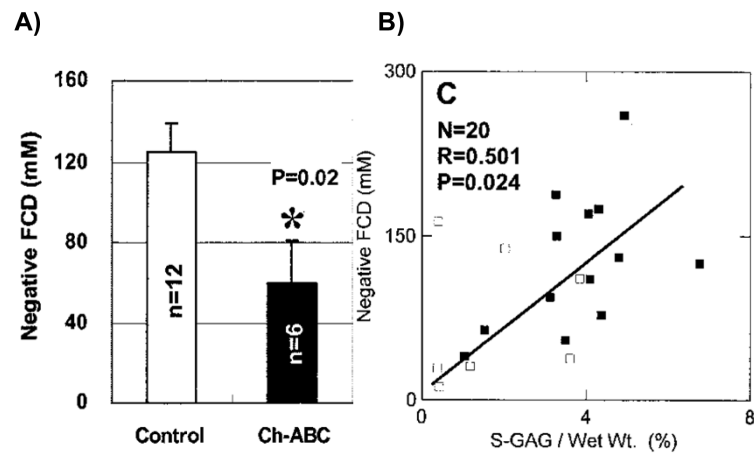 A)
Negative FCD (mM)
160
120
80
40
0
P=0.02
*
n=12
n=6
Control
Ch-ABC
B)
Negative FCD (mM)
300
150
0
C
N=20
R=0.501
P=0.024
0
4
8
S-GAG / Wet Wt. (%)